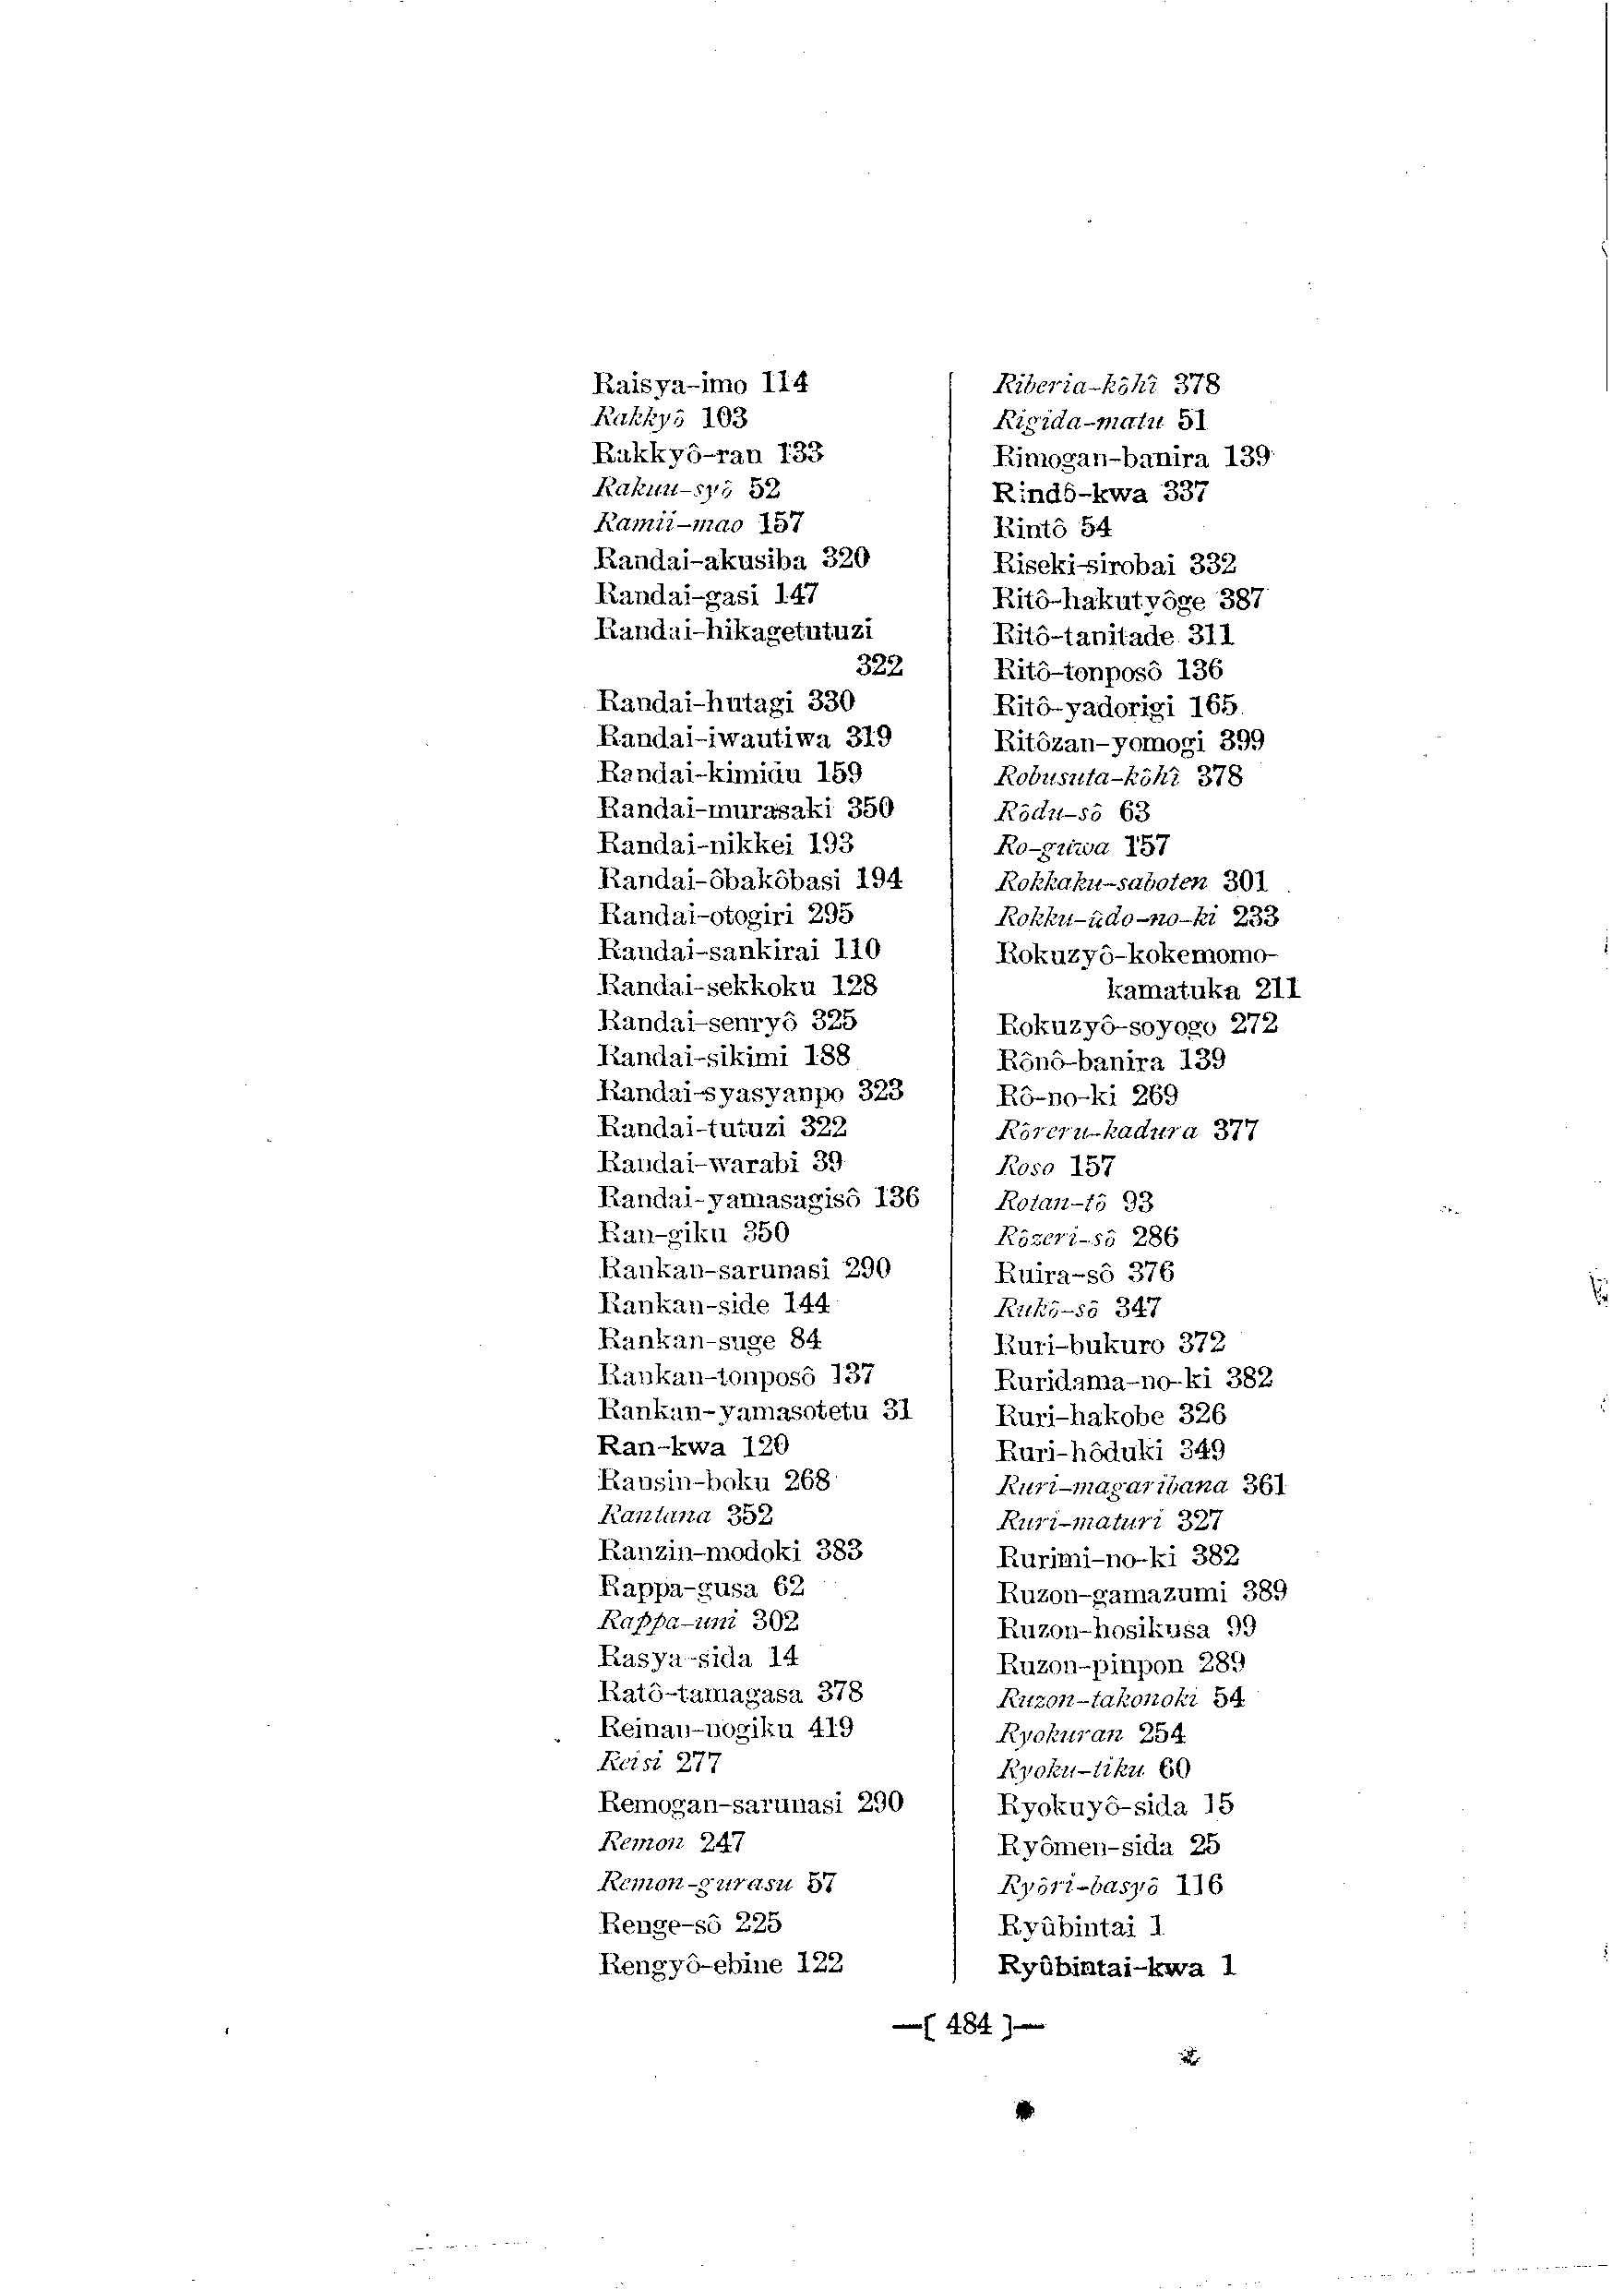 Raisya-imo 114
Rakkyô 103
Rakkyô-ran 133
Rakuu-syô 52
Ramii-mao 157
Randai-akusiba 320
Randai-gasi 147
Randai-hikagetutuzi
322
Randai-hutagi 330
Randai-iwautiwa 319
Randai-kimidu 159
Randai-murasaki 350
Randai-nikkei 193
Randai-ôbakôbasi 194
Randai-otogiri 295
Randai-sankirai 110
Randai-sekkoku 128
Randai-senryô 325
Randai-sikimi 188
Randai-syasyanpo 323
Randai-tutuzi 322
Randai-warabi 39
Randai-yamasagisô 136
Ran-giku 350
Rankan-sarunasi 290
Rankan-side 144
Rankan-suge 84
Rankan-tonposô 137
Rankan-yamasotetu 31
Ran-kwa 120
Ransin-boku 268
Rantana 352
Ranzin-modoki 383
Rappa-gusa 62
Rappa-uni 302
Rasya-sida 14
Ratô-tamagasa 378
Reinan-nogiku 419
Reisi 277
Remogan-sarunasi 290
Remon 247
Remon-gurasu 57
Renge-sô 225
Rengyô-ebine 122
Riberia-kôhî 378
Rigida-matu 51
Rimogan-banira 139
Rindô-kwa 337
Rintô 54
Riseki-sirobai 332
Ritô-hakutyôge 387
Ritô-tanitade 311
Ritô-tonposô 136
Ritô-yadorigi 165
Ritôzan-yomogi 399
Robusuta-kôhî 378
Rôdu-sô 63
Ro-guwa 157
Rokkaku-saboten 301
Rokku-ûdo-no-ki 233
Rokuzyô-kokemomo-
kamatuka 211
Rokuzyô-soyogo 272
Rônô-banira 139
Rô-no-ki 269
Rôreru-kadura 377
Roso 157
Rotan-tô 93
Rôzeri-sô 286
Ruira-sô 376
Rukô-sô 347
Ruri-bukuro 372
Ruridama-no-ki 382
Ruri-hakobe 326
Ruri-hôduki 349
Ruri-magaribana 361
Ruri-maturi 327
Rurimi-no-ki 382
Ruzon-gamazumi 389
Ruzon-hosikusa 99
Ruzon-pinpon 289
Ruzon-takonoki 54
Ryokuran 254
Ryoku-tiku 60
Ryokuyô-sida 15
Ryômen-sida 25
Ryôri-basyô 116
Ryûbintai 1
Ryûbintai-kwa 1
—[ 484 ]—